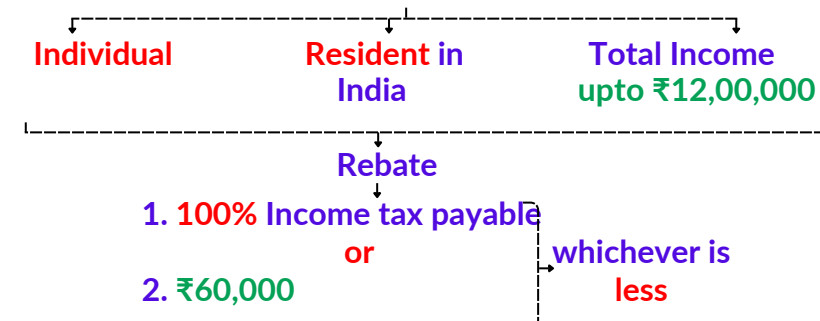 Individual
Resident in
India
Total Income
upto ₹12,00,000
Rebate
1. 100% Income tax payable
or
2. ₹60,000
whichever is
less